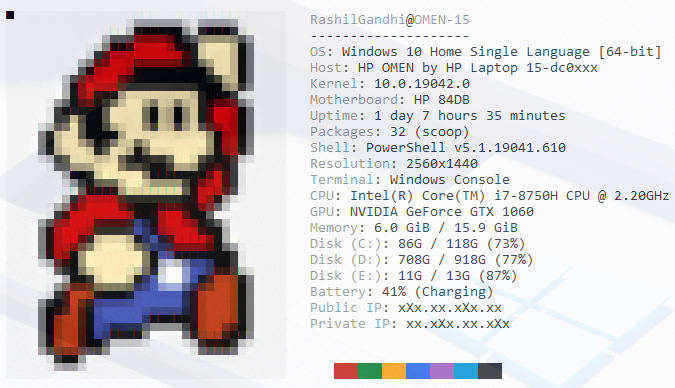 RashilGandhi@OMEN-15
--------------------
OS: Windows 10 Home Single Language [64-bit]
Host: HP OMEN by HP Laptop 15-dc0xxx
Kernel: 10.0.19042.0
Motherboard: HP 84DB
Uptime: 1 day 7 hours 35 minutes
Packages: 32 (scoop)
Shell: PowerShell v5.1.19041.610
Resolution: 2560x1440
Terminal: Windows Console
CPU: Intel(R) Core(TM) i7-8750H CPU @ 2.20GHz
GPU: NVIDIA GeForce GTX 1060
Memory: 6.0 GiB / 15.9 GiB
Disk (C:): 86G / 118G (73%)
Disk (D:): 708G / 918G (77%)
Disk (E:): 11G / 13G (87%)
Battery: 41% (Charging)
Public IP: xXx.xx.xXx.xx
Private IP: xx.xXx.xx.xXx